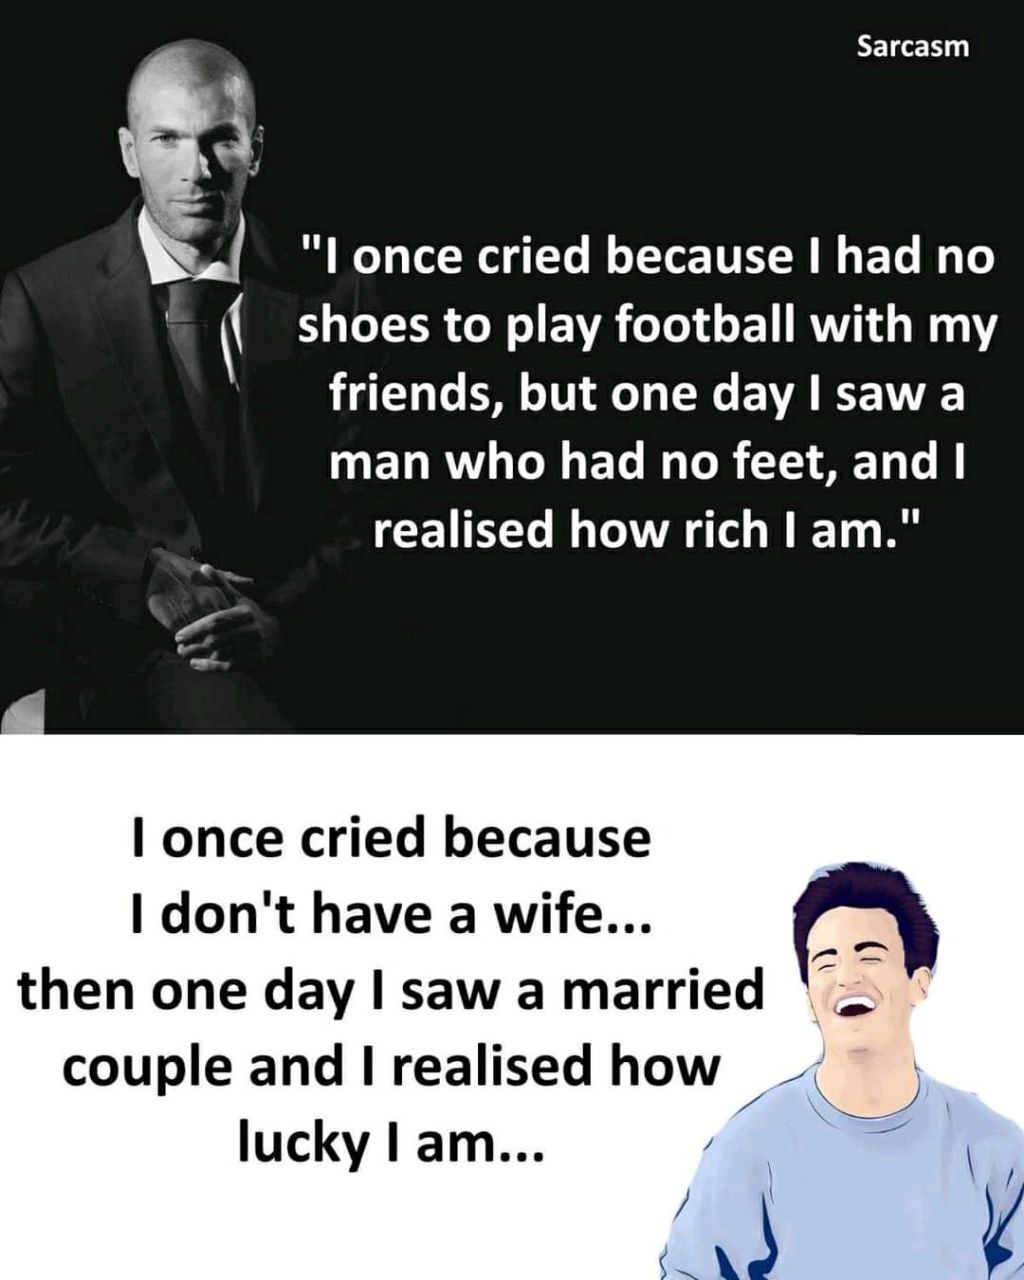 Sarcasm
"I once cried because I had no
shoes to play football with my
friends, but one day I saw a
man who had no feet, and I
realised how rich I am."
I once cried because
I don't have a wife...
then one day I saw a married
couple and I realised how
lucky I am...